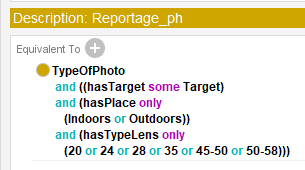 Description: Reportage_ph
Equivalent To
TypeOfPhoto
and ((hasTarget some Target)
and (hasPlace only
(Indoors or Outdoors))
and (hasTypeLens only
(20 or 24 or 28 or 35 or 45-50 or 50-58)))